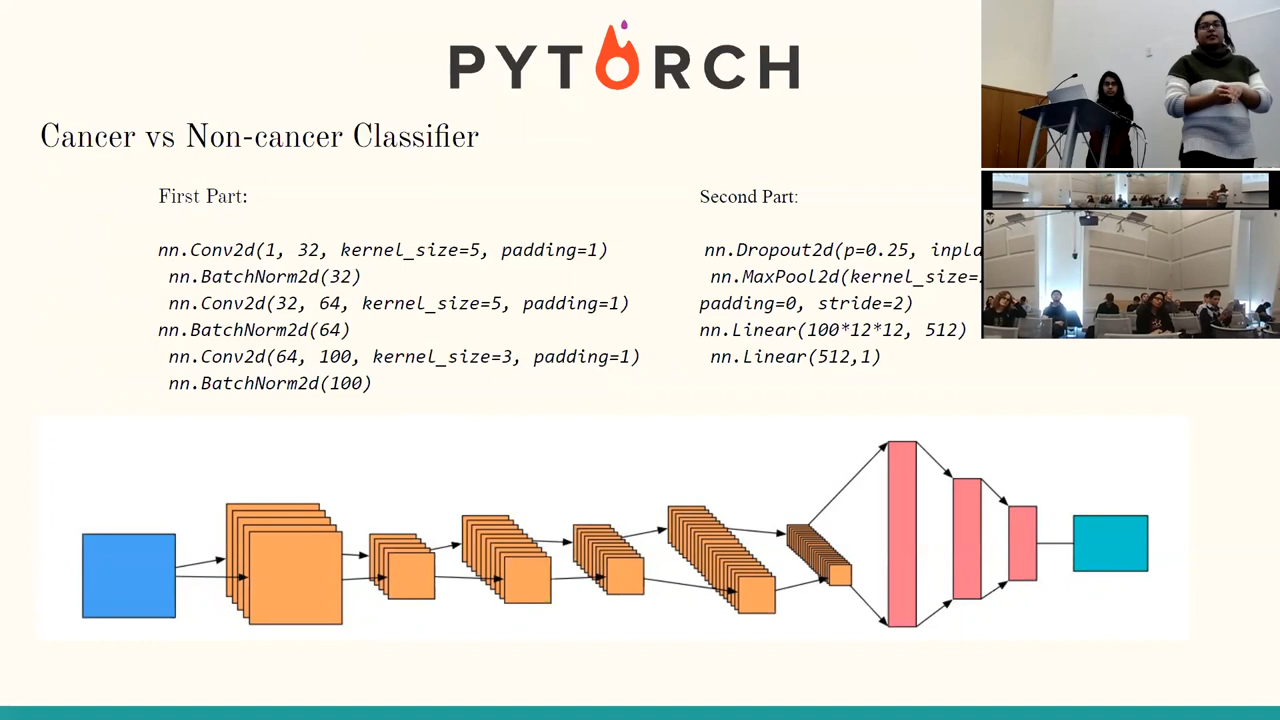 PYTORCH
Cancer vs Non-cancer Classifier
First Part:
nn.Conv2d(1, 32, kernel_size=5, padding=1)
nn.BatchNorm2d(32)
nn.Conv2d(32, 64, kernel_size=5, padding=1)
nn.BatchNorm2d(64)
nn.Conv2d(64, 100, kernel_size=3, padding=1)
nn.BatchNorm2d(100)
Second Part:
nn.Dropout2d(p=0.25,
nn.MaxPool2d(kernel_size=
padding=0, stride=2)
nn.Linear(100*12*12, 512)
nn.Linear(512,1)